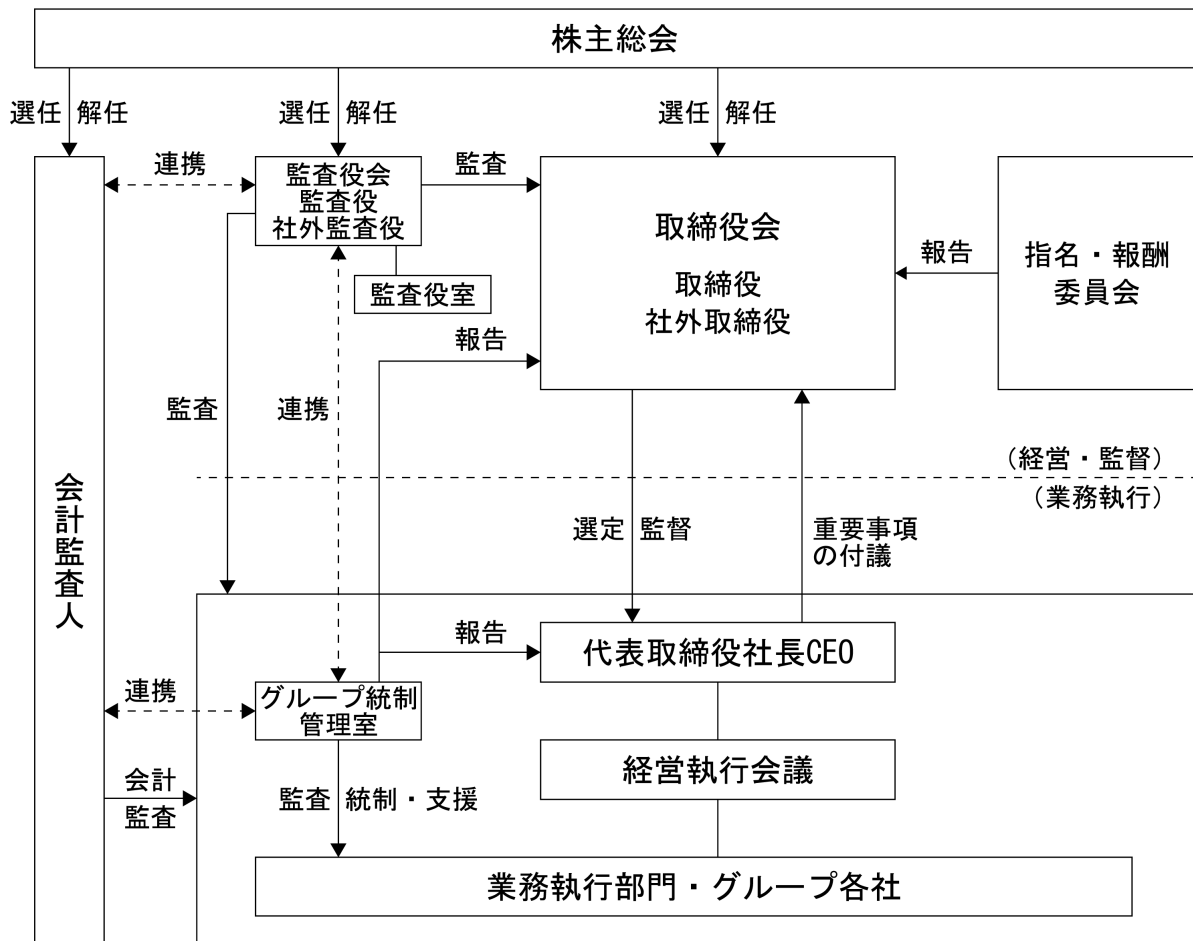 株主総会
選任 解任
選任 解任
選任 解任
連携
監査役会
監査役
社外監査役
監査
監査役室
取締役会
取締役
社外取締役
報告
指名・報酬
委員会
報告
監査
連携
(経営・監督)
(業務執行)
会計監査人
選定 監督
重要事項
の付議
報告
代表取締役社長CEO
連携
グループ統制
管理室
経営執行会議
会計
監査
監査 統制・支援
業務執行部門・グループ各社